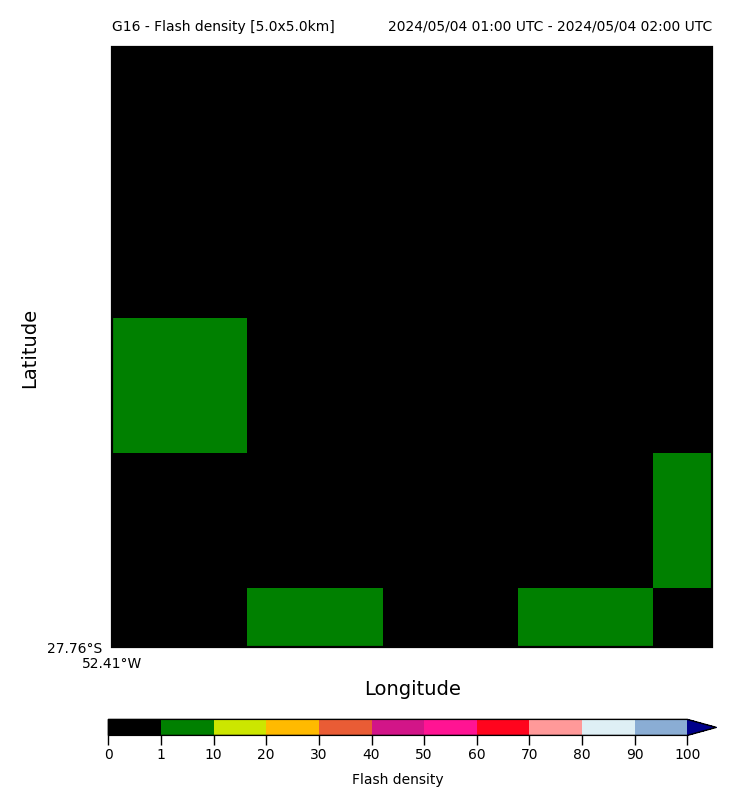 G16 - Flash density [5.0x5.0km] 2024/05/04 01:00 UTC - 2024/05/04 02:00 UTC
Latitude
27.76°S
52.41°W
Longitude
0 1 10 20 30 40 50 60 70 80 90 100
Flash density